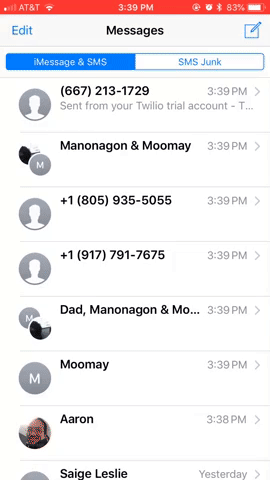 AT&T 3:39 PM 83%
Edit Messages
iMessage & SMS SMS Junk
(667) 213-1729 3:39 PM
Sent from your Twilio trial account - T...
Manonagon & Moomay 3:39 PM
M
+1 (805) 935-5055 3:39 PM
+1 (917) 791-7675 3:39 PM
Dad, Manonagon & Mo... 3:39 PM
M
M Moomay 3:39 PM
Aaron 3:38 PM
Saige Leslie Yesterday